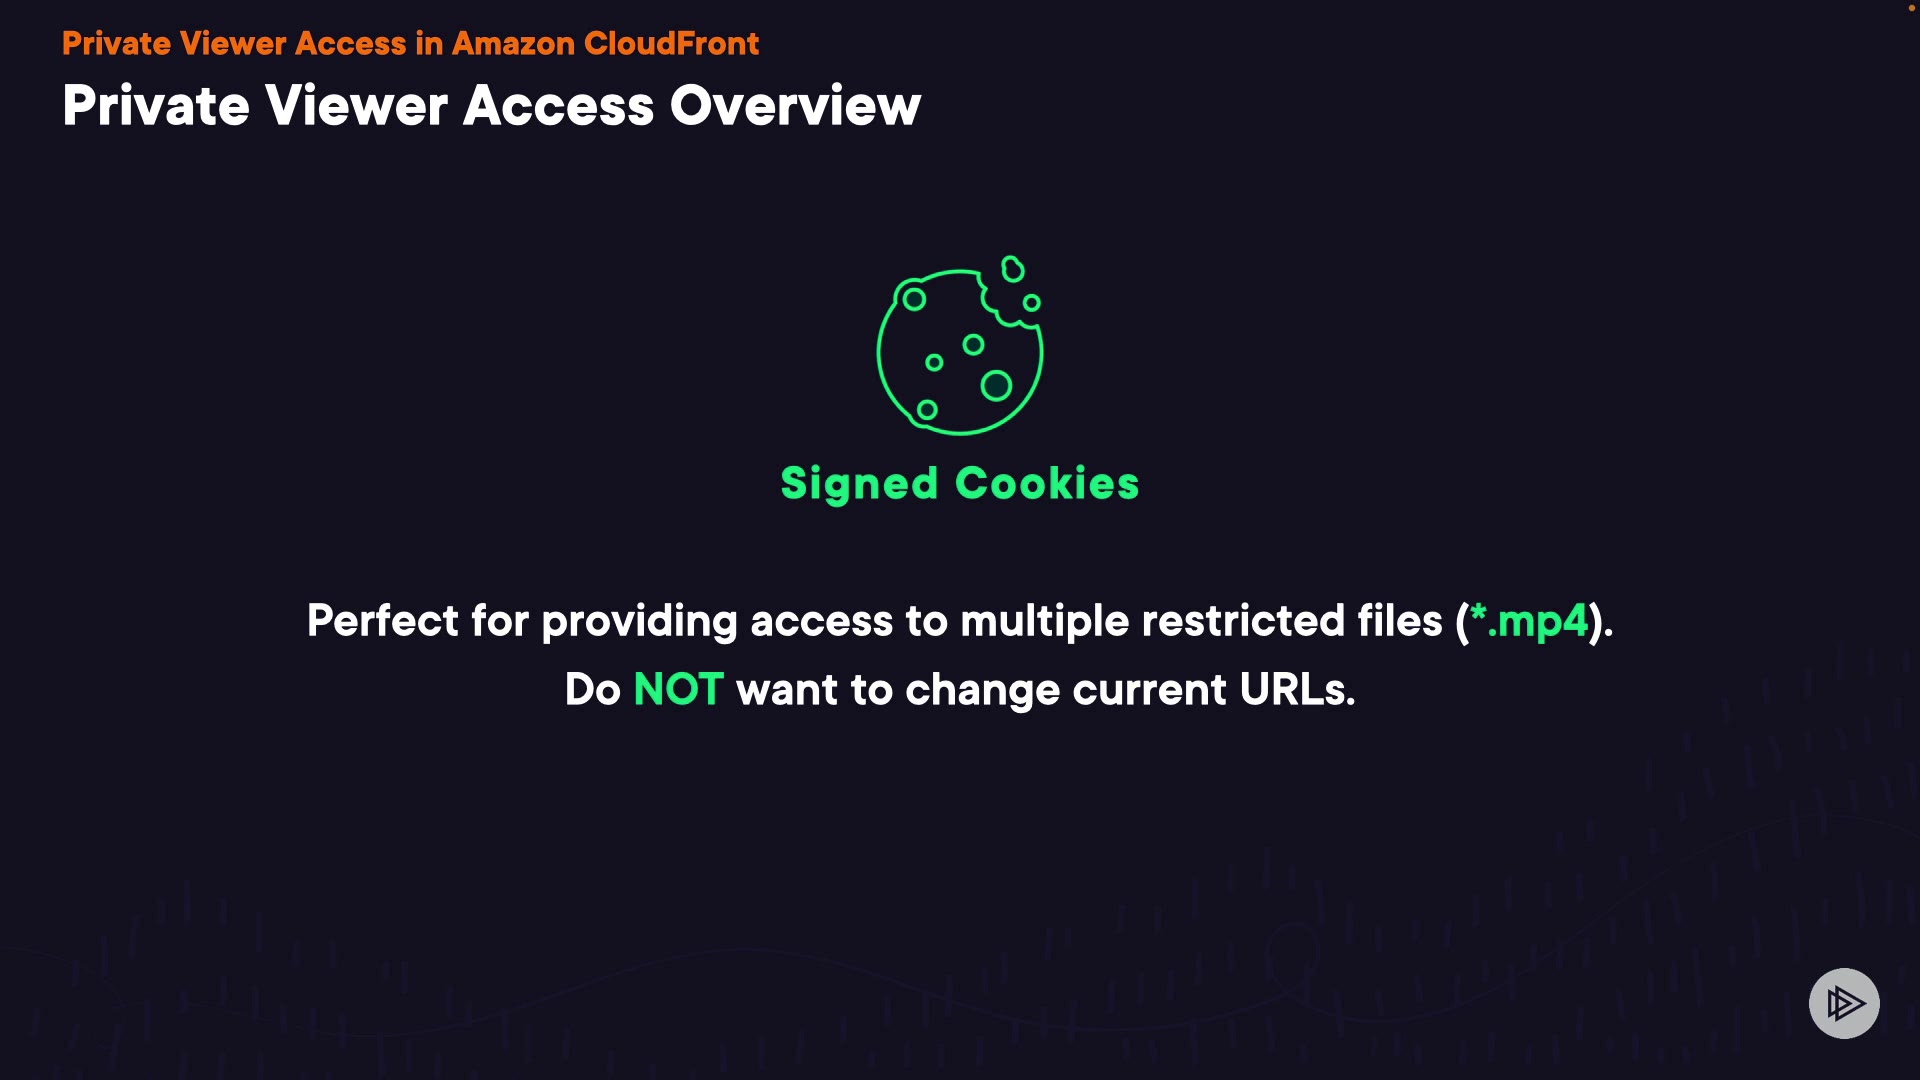 Private Viewer Access in Amazon CloudFront
Private Viewer Access Overview
Signed Cookies
Perfect for providing access to multiple restricted files (*.mp4).
Do NOT want to change current URLs.